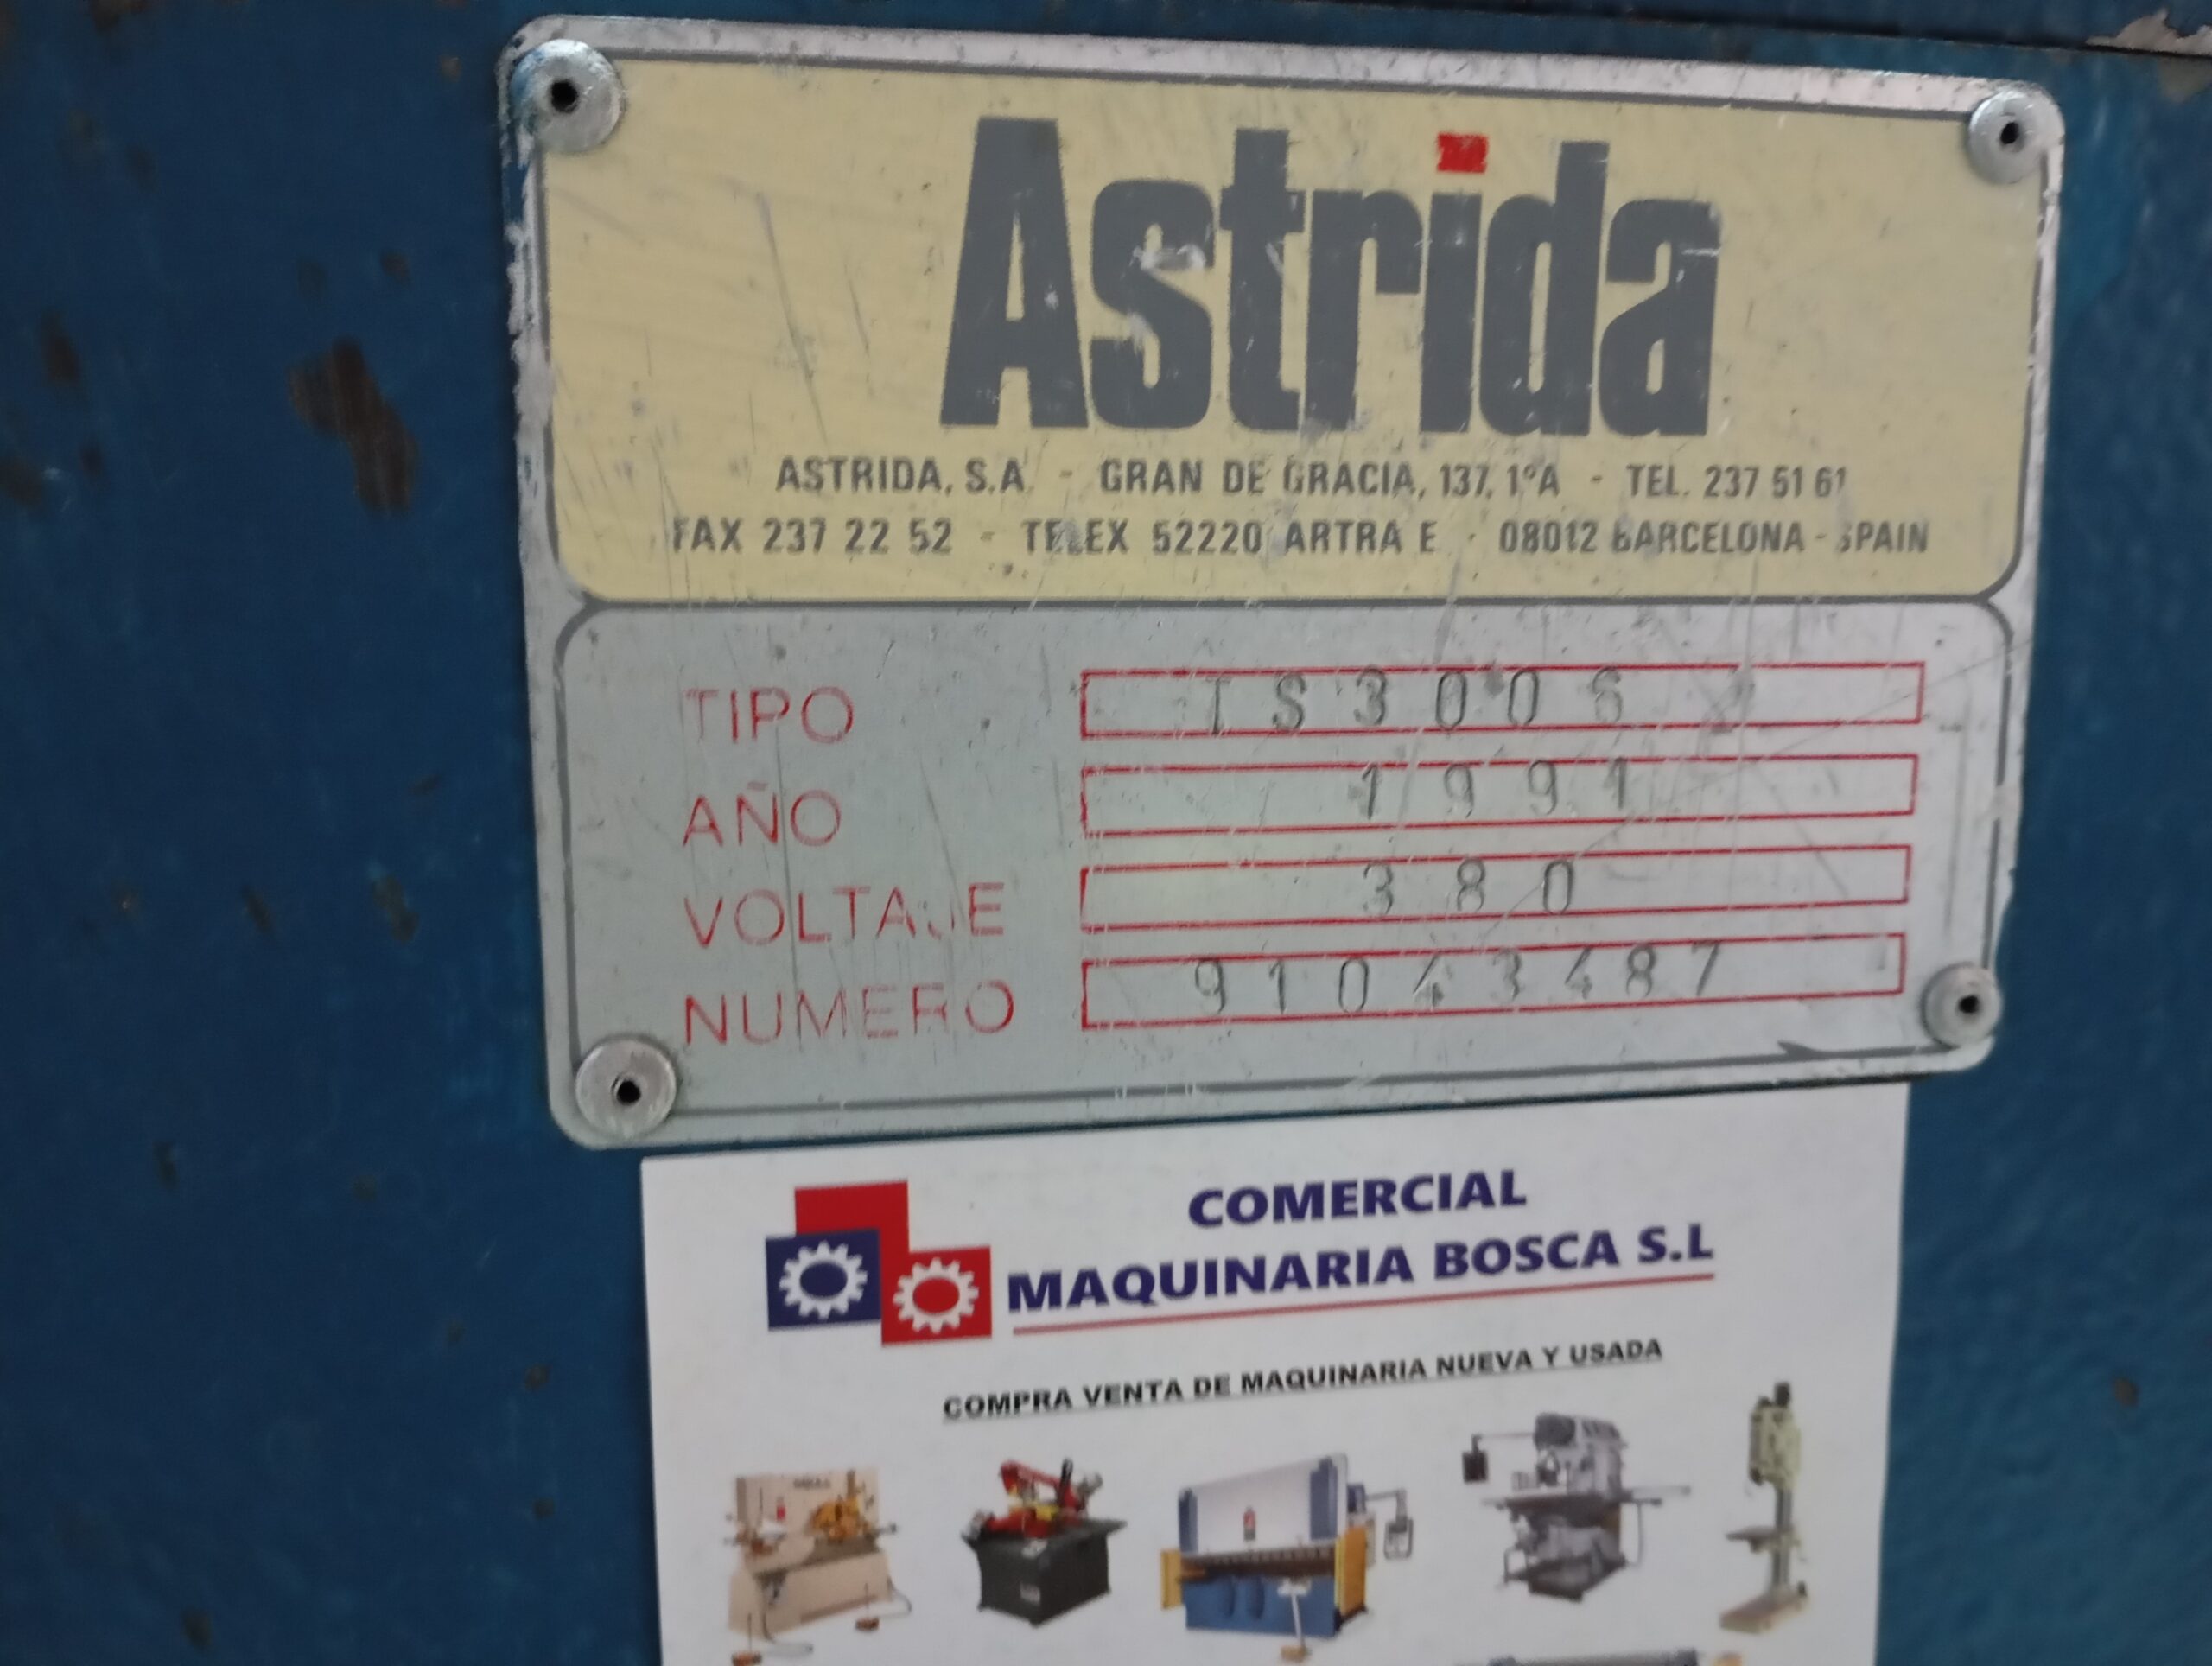 Astrida
ASTRIDA, S.A. - GRAN DE GRACIA, 137, 1ºA - TEL. 237 51 61
FAX 237 22 52 - TELEX 52220 ARTRA E - 08012 BARCELONA - SPAIN
TIPO TS3006
AÑO 1991
VOLTAJE 380
NUMERO 91043487
COMERCIAL
MAQUINARIA BOSCA S.L
COMPRA VENTA DE MAQUINARIA NUEVA Y USADA